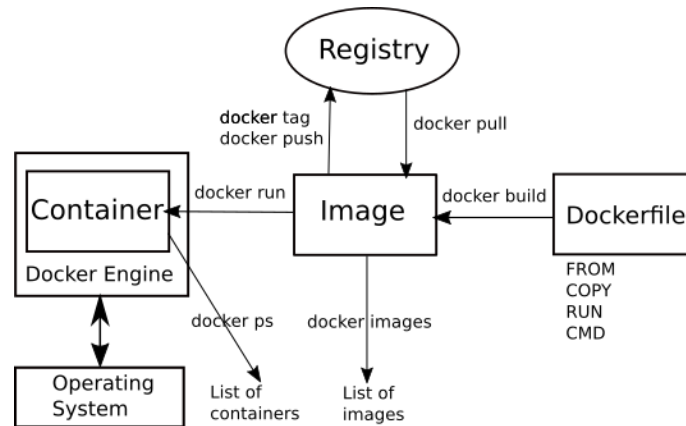 Registry
docker tag
docker push
docker pull
docker run
docker build
Container
Image
Dockerfile
Docker Engine
FROM
COPY
RUN
CMD
docker ps
docker images
Operating
System
List of
containers
List of
images